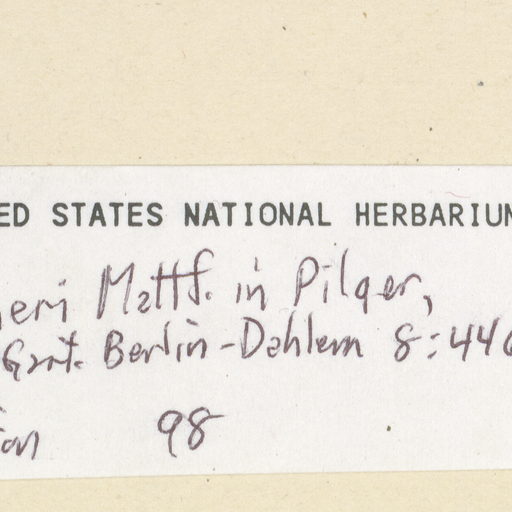 ED STATES NATIONAL HERBARIUM
eri Mattf. in Pilger,
Gart. Berlin-Dahlem 8:446
98